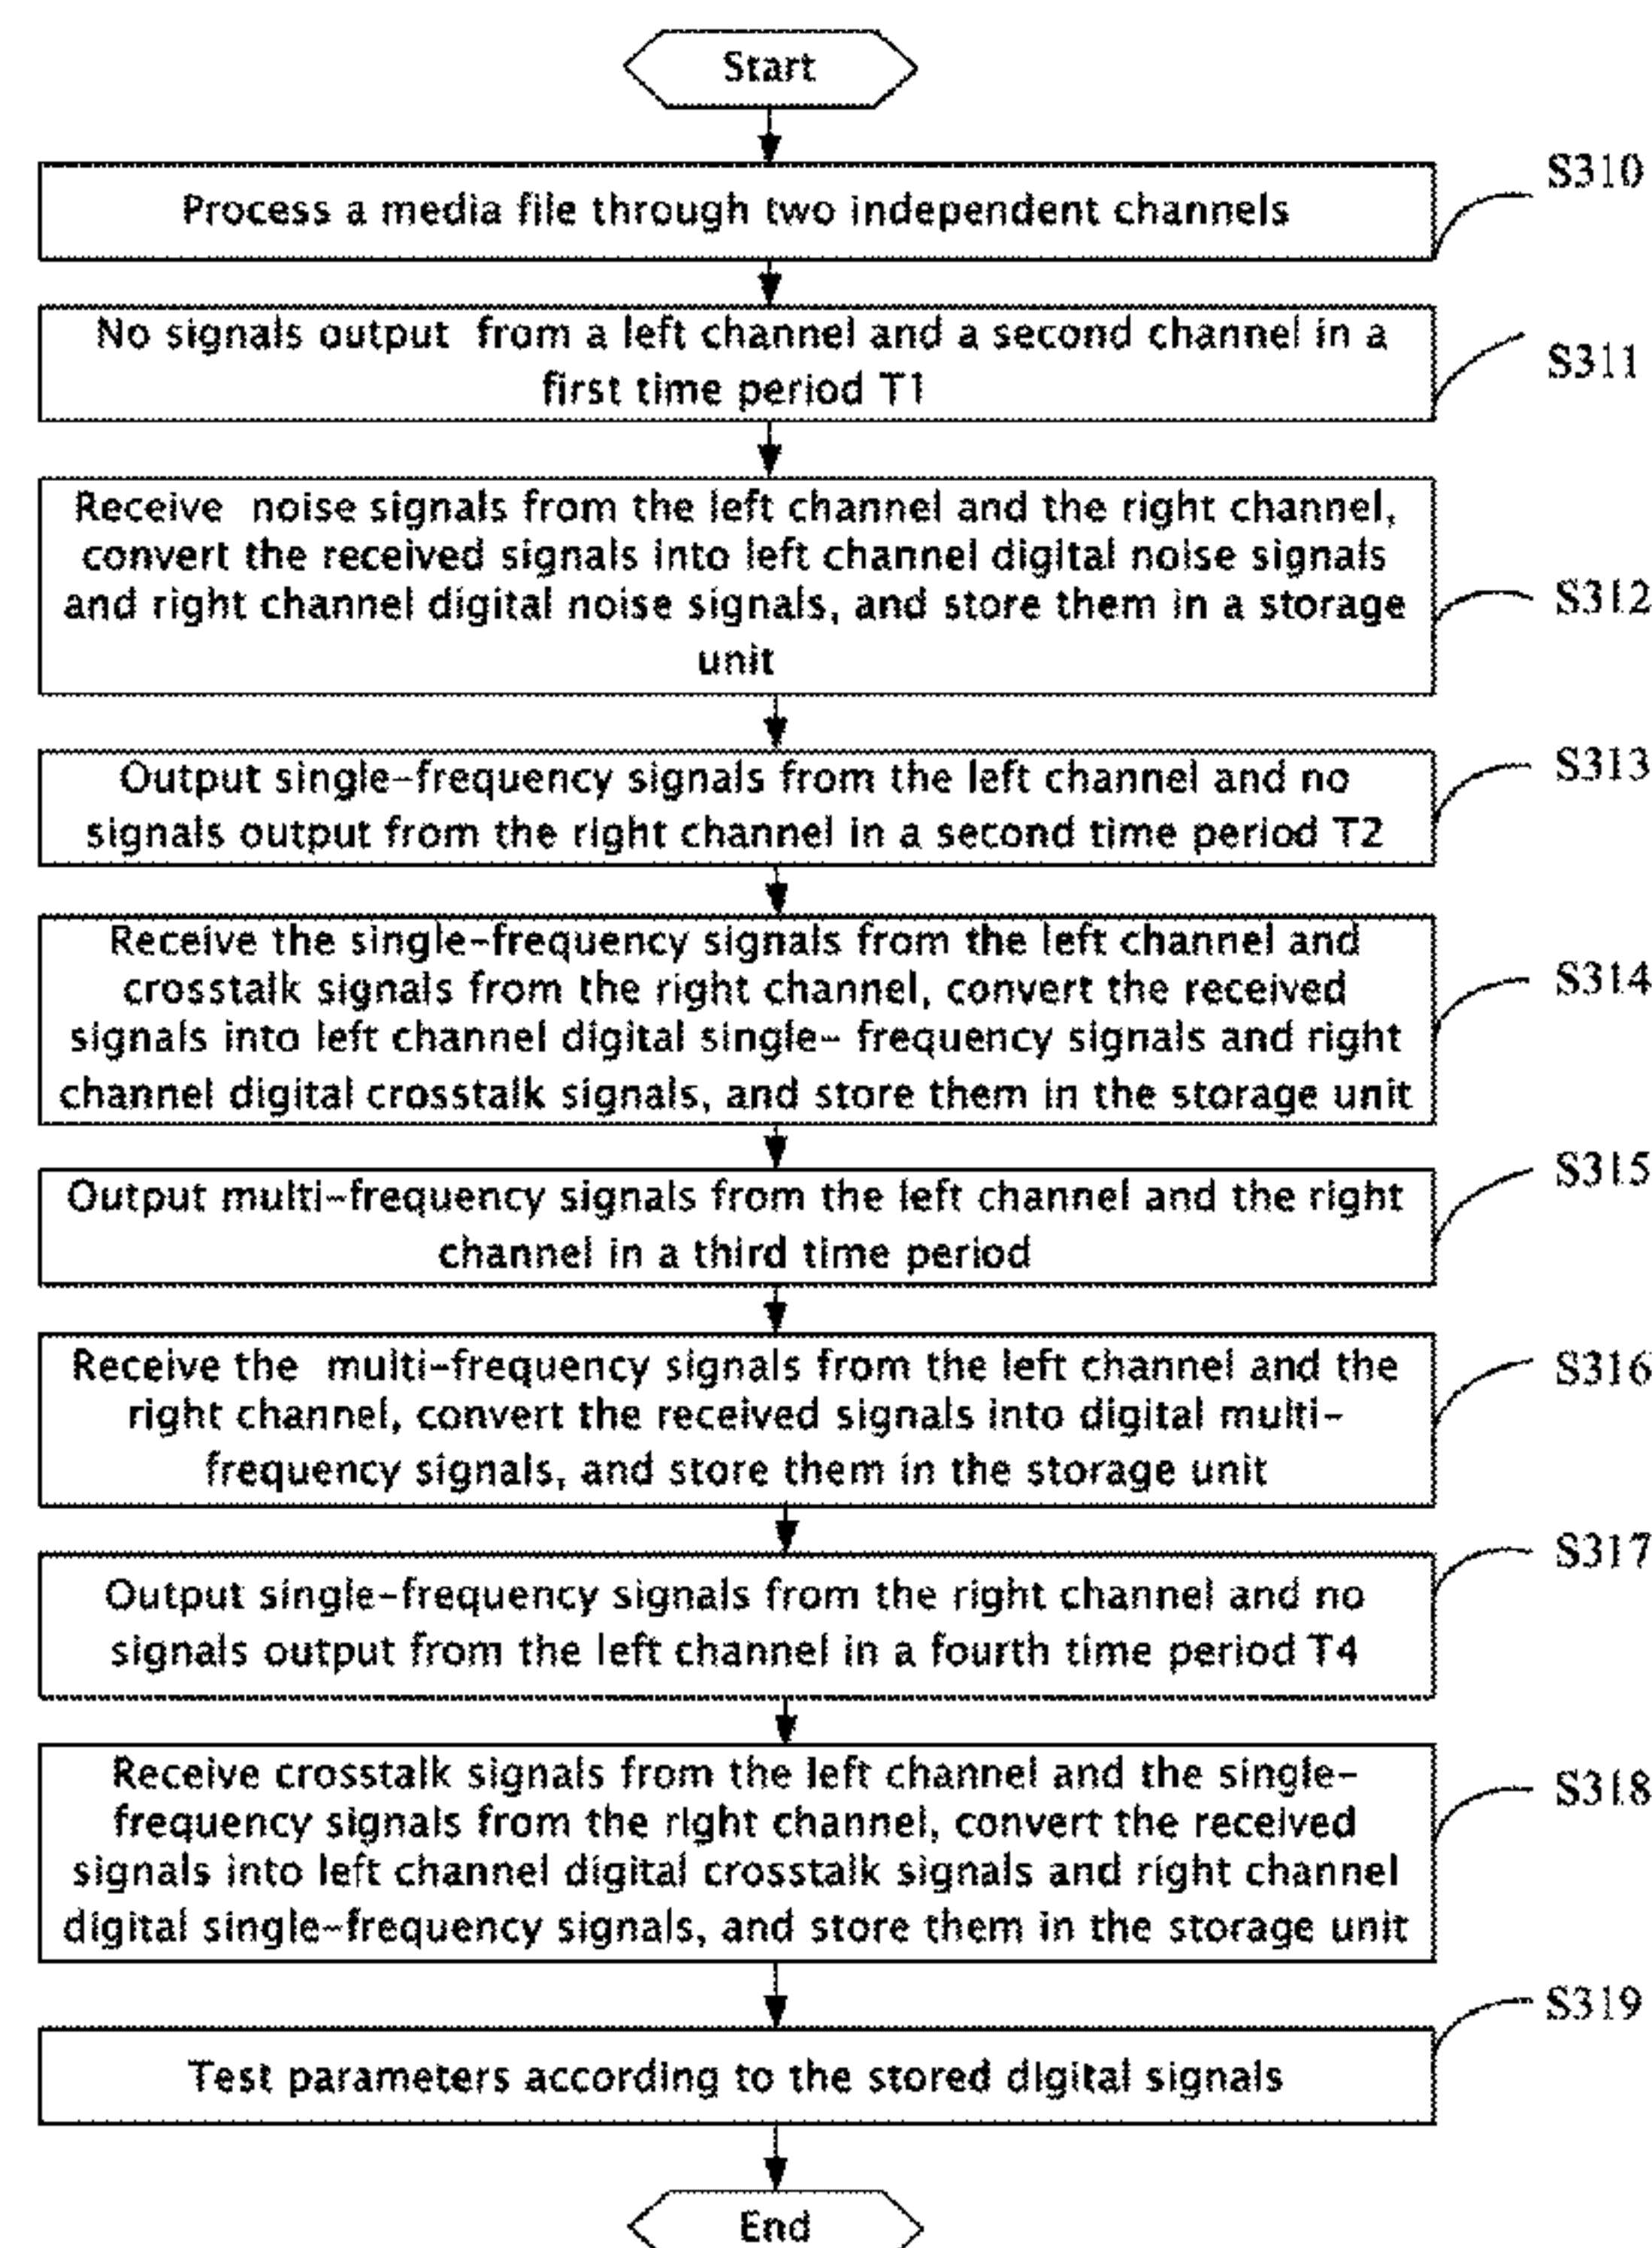 Start
S310
Process a media file through two independent channels
No signals output from a left channel and a second channel in a
first time period T1
S311
Receive noise signals from the left channel and the right channel,
convert the received signals into left channel digital noise signals
and right channel digital noise signals, and store them in a storage
unit
S312
Output single-frequency signals from the left channel and no
signals output from the right channel in a second time period T2
S313
Receive the single-frequency signals from the left channel and
crosstalk signals from the right channel, convert the received
signals into left channel digital single- frequency signals and right
channel digital crosstalk signals, and store them in the storage unit
S314
Output multi-frequency signals from the left channel and the right
channel in a third time period
S315
Receive the multi-frequency signals from the left channel and the
right channel, convert the received signals into digital multi-
frequency signals, and store them in the storage unit
S316
Output single-frequency signals from the right channel and no
signals output from the left channel in a fourth time period T4
S317
Receive crosstalk signals from the left channel and the single-
frequency signals from the right channel, convert the received
signals into left channel digital crosstalk signals and right channel
digital single-frequency signals, and store them in the storage unit
S318
Test parameters according to the stored digital signals
S319
End